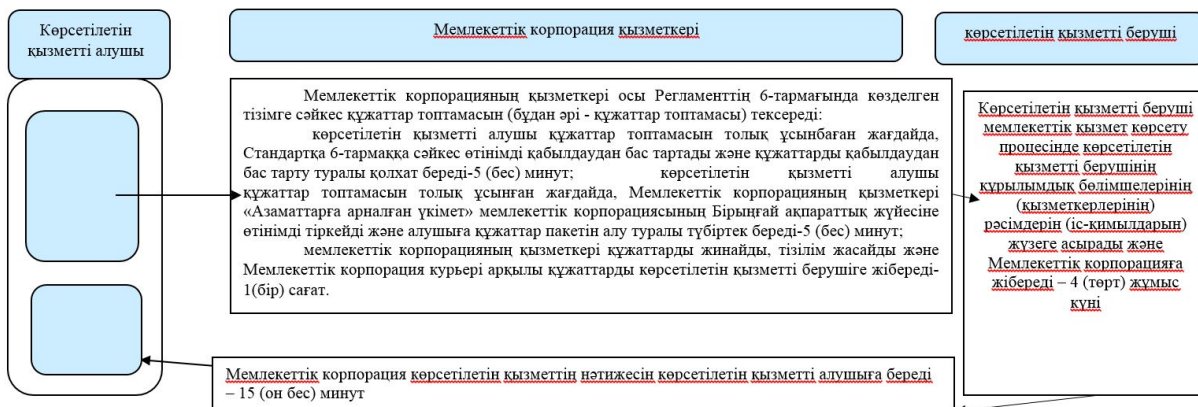 Көрсетілетін
қызметті алушы
Мемлекеттік корпорация қызметкері
көрсетілетін қызметті беруші
Мемлекеттік корпорацияның қызметкері осы Регламенттің 6-тармағында көзделген
тізімге сәйкес құжаттар топтамасын (бұдан әрі - құжаттар топтамасы) тексереді:
көрсетілетін қызметті алушы құжаттар топтамасын толық ұсынбаған жағдайда,
Стандартқа 6-тармаққа сәйкес өтінімді қабылдаудан бас тартады және құжаттарды қабылдаудан
бас тарту туралы қолхат береді-5 (бес) минут; көрсетілетін қызметті алушы
құжаттар топтамасын толық ұсынған жағдайда, Мемлекеттік корпорацияның қызметкері
«Азаматтарға арналған үкімет» мемлекеттік корпорациясының Бірыңғай ақпараттық жүйесіне
өтінімді тіркейді және алушыға құжаттар пакетін алу туралы түбіртек береді-5 (бес) минут;
мемлекеттік корпорацияның қызметкері құжаттарды жинайды, тізілім жасайды және
Мемлекеттік корпорация курьері арқылы құжаттарды көрсетілетін қызметті берушіге жібереді-
1(бір) сағат.
Көрсетілетін қызметті беруші
мемлекеттік қызмет көрсету
процесінде көрсетілетін
қызметті берушінің
құрылымдық бөлімшелерінің
(қызметкерлерінің)
рәсімдерін (іс-қимылдарын)
жүзеге асырады және
Мемлекеттік корпорацияға
жібереді – 4 (төрт) жұмыс
күні
Мемлекеттік корпорация көрсетілетін қызметтің нәтижесін көрсетілетін қызметті алушыға береді
– 15 (он бес) минут